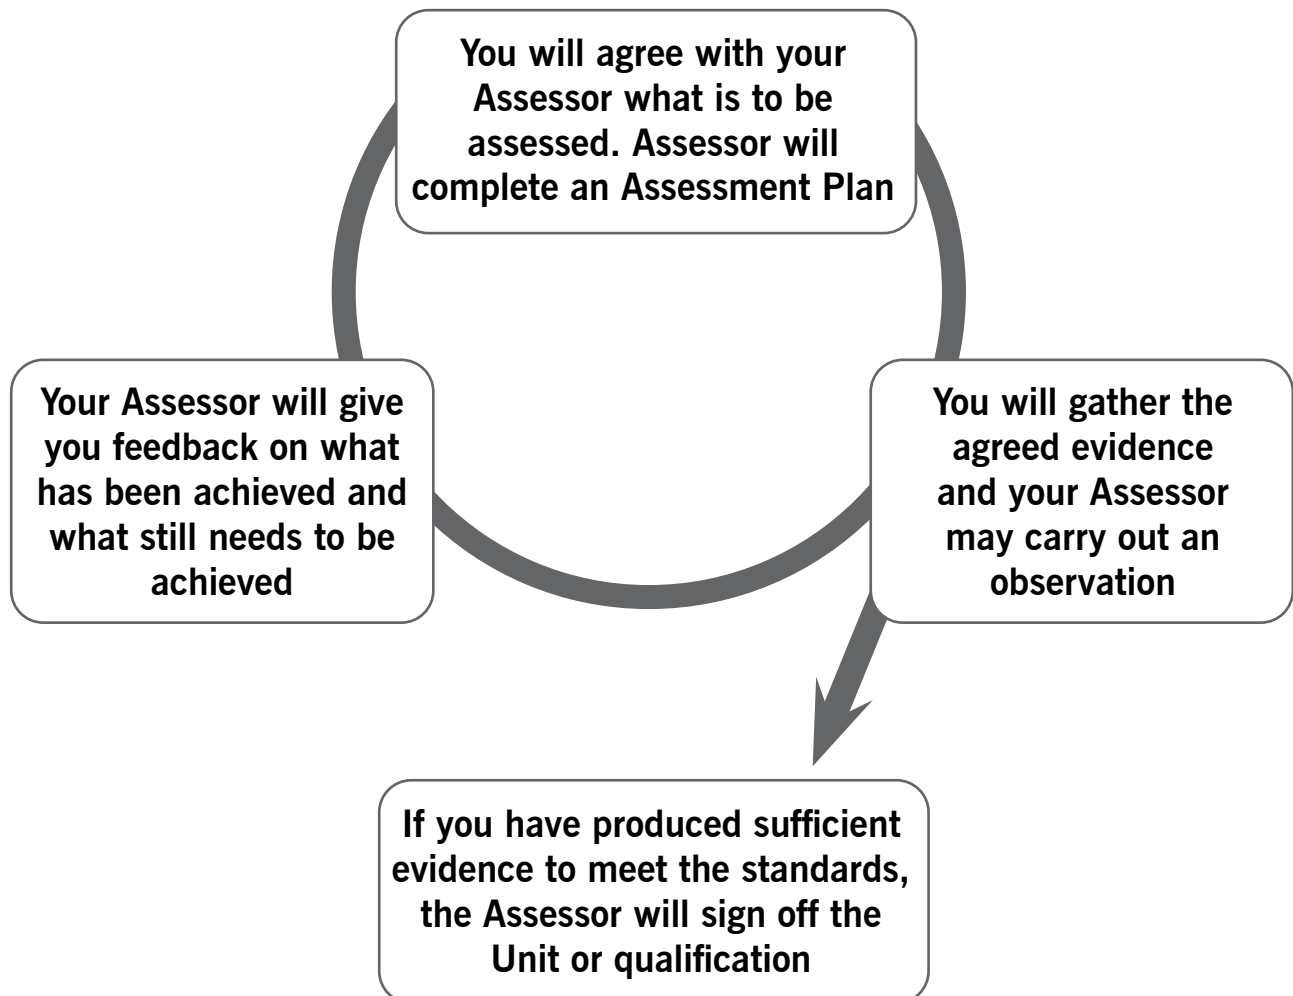 You will agree with your
Assessor what is to be
assessed. Assessor will
complete an Assessment Plan
Your Assessor will give
you feedback on what
has been achieved and
what still needs to be
achieved
You will gather the
agreed evidence
and your Assessor
may carry out an
observation
If you have produced sufficient
evidence to meet the standards,
the Assessor will sign off the
Unit or qualification